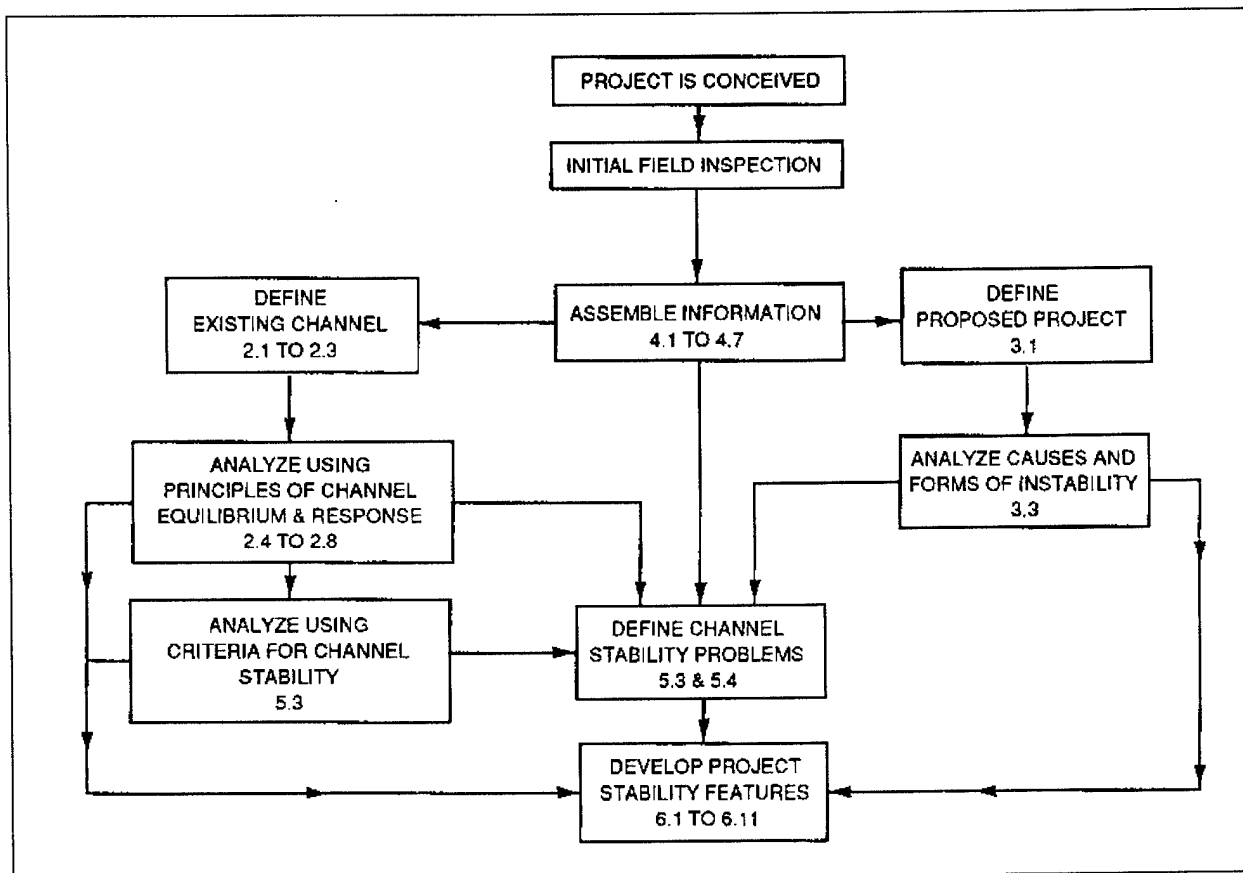 PROJECT IS CONCEIVED
INITIAL FIELD INSPECTION
DEFINE
EXISTING CHANNEL
2.1 TO 2.3
ASSEMBLE INFORMATION
4.1 TO 4.7
DEFINE
PROPOSED PROJECT
3.1
ANALYZE USING
PRINCIPLES OF CHANNEL
EQUILIBRIUM & RESPONSE
2.4 TO 2.8
ANALYZE CAUSES AND
FORMS OF INSTABILITY
3.3
ANALYZE USING
CRITERIA FOR CHANNEL
STABILITY
5.3
DEFINE CHANNEL
STABILITY PROBLEMS
5.3 & 5.4
DEVELOP PROJECT
STABILITY FEATURES
6.1 TO 6.11